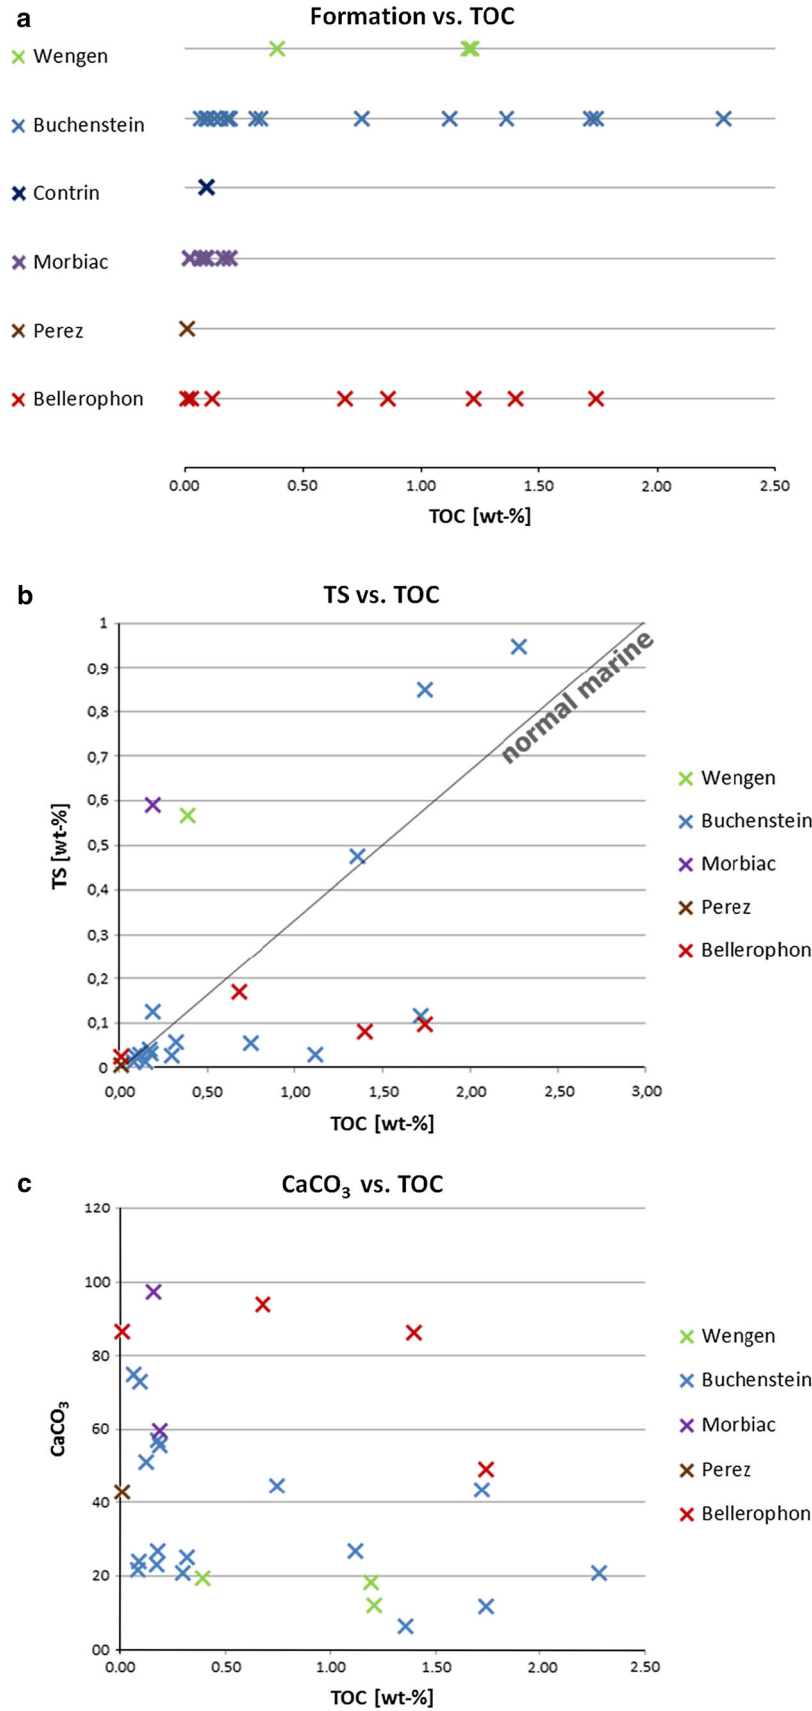 a
Formation vs. TOC
Wengen
Buchenstein
Contrin
Morbiac
Perez
Bellerophon
0.00 0.50 1.00 1.50 2.00 2.50
TOC [wt-%]
b
TS vs. TOC
1
0,9
0,8
0,7
0,6
0,5
0,4
0,3
0,2
0,1
0
TS [wt-%]
normal marine
0,00 0,50 1,00 1,50 2,00 2,50 3,00
TOC [wt-%]
Wengen
Buchenstein
Morbiac
Perez
Bellerophon
c
CaCO₃ vs. TOC
120
100
80
60
40
20
00
CaCO₃
0.00 0.50 1.00 1.50 2.00 2.50
TOC [wt-%]
Wengen
Buchenstein
Morbiac
Perez
Bellerophon